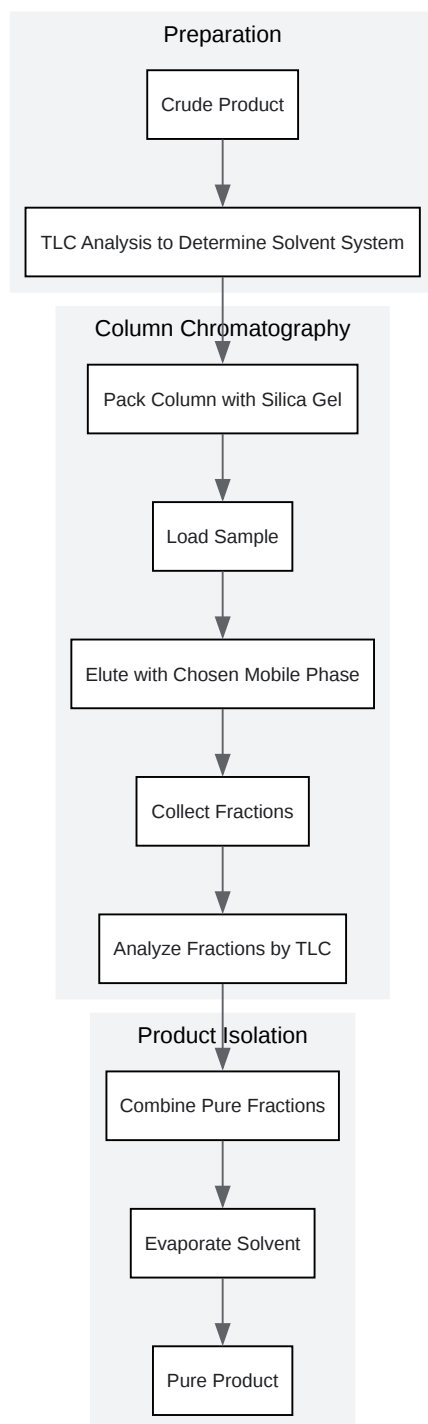 Preparation
Crude Product
TLC Analysis to Determine Solvent System
Column Chromatography
Pack Column with Silica Gel
Load Sample
Elute with Chosen Mobile Phase
Collect Fractions
Analyze Fractions by TLC
Product Isolation
Combine Pure Fractions
Evaporate Solvent
Pure Product